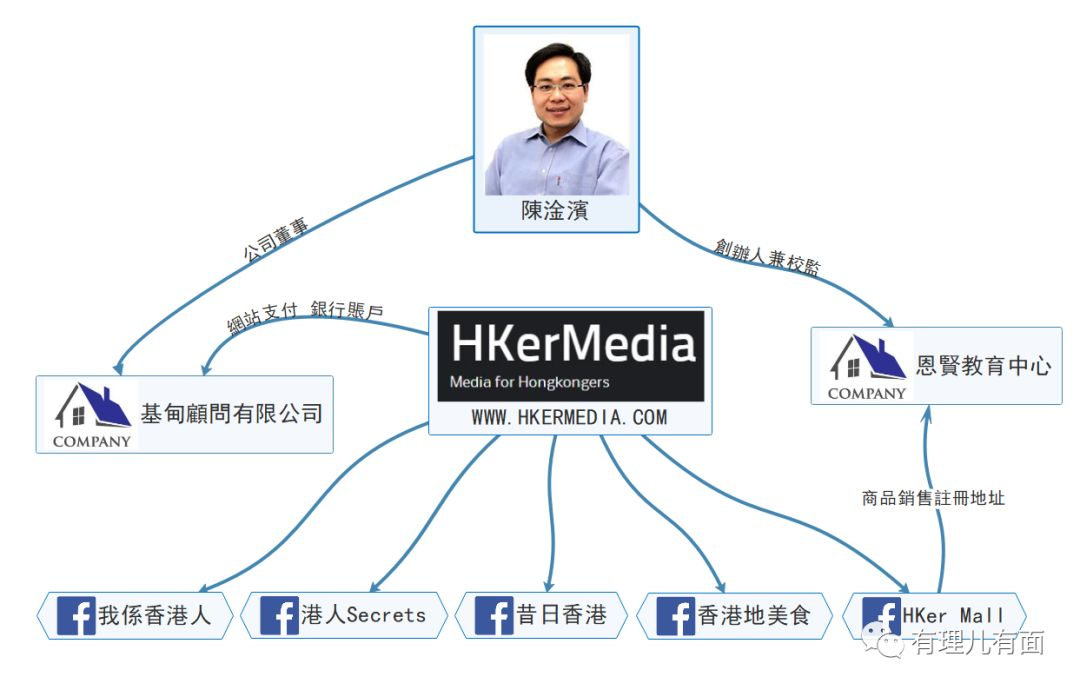 陳淦濱
公司董事
創辦人兼校監
網站支付 銀行賬戶
HKerMedia
Media for Hongkongers
WWW.HKERMEDIA.COM
COMPANY
基甸顧問有限公司
COMPANY
恩賢教育中心
商品銷售註冊地址
我係香港人
港人Secrets
昔日香港
香港地美食
HKer Mall
有理儿有面